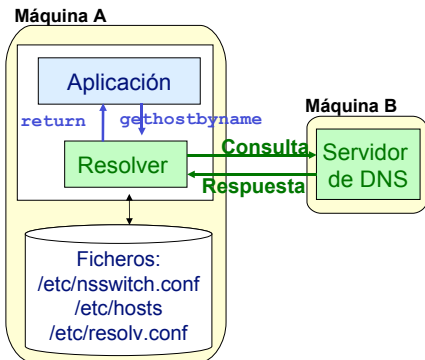 Máquina A
Aplicación
return
gethostbyname
Resolver
Consulta
Respuesta
Máquina B
Servidor
de DNS
Ficheros:
/etc/nsswitch.conf
/etc/hosts
/etc/resolv.conf